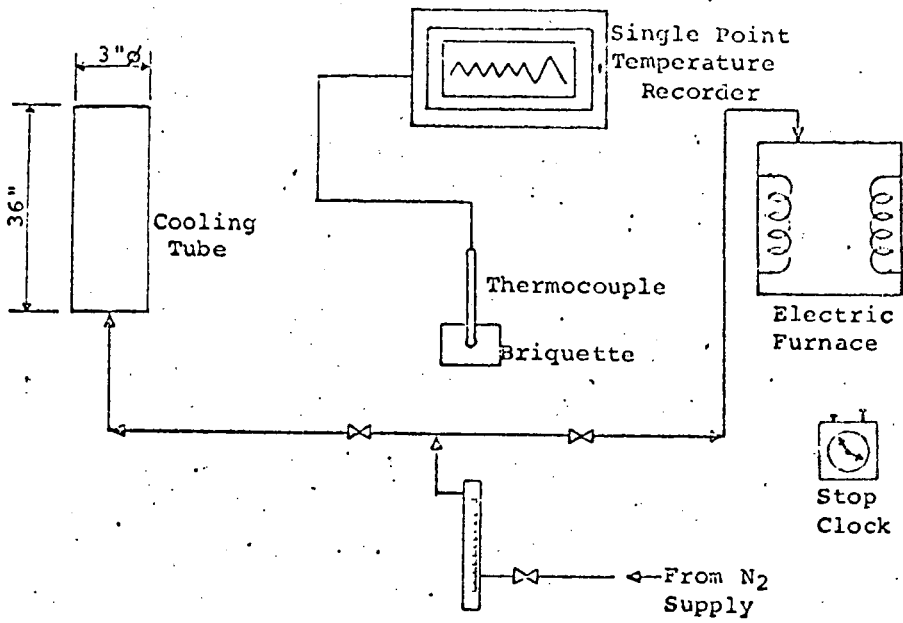 3"ø
Single Point
Temperature
Recorder
36"
Cooling
Tube
Thermocouple
Briquette
Electric
Furnace
Stop
Clock
From N₂
Supply